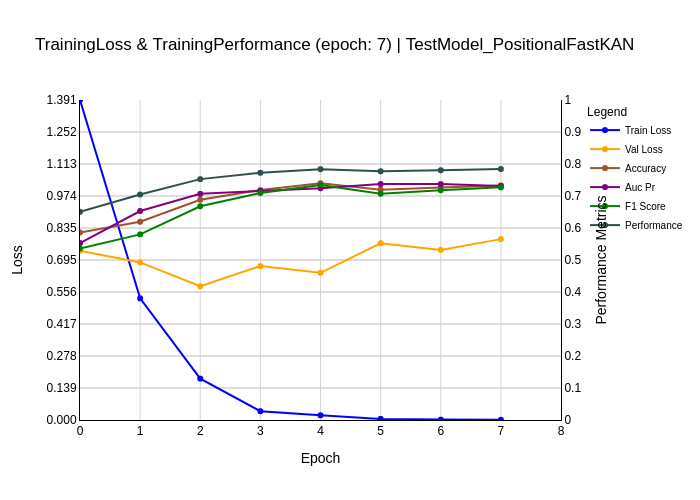 TrainingLoss & TrainingPerformance (epoch: 7) | TestModel_PositionalFastKAN
1.391
1.252
1.113
0.974
0.835
0.695
0.556
0.417
0.278
0.139
0.000
Loss
0 1 2 3 4 5 6 7 8
Epoch
1
0.9
0.8
0.7
0.6
0.5
0.4
0.3
0.2
0.1
0
Performance Metrics
Legend
Train Loss
Val Loss
Accuracy
Auc Pr
F1 Score
Performance